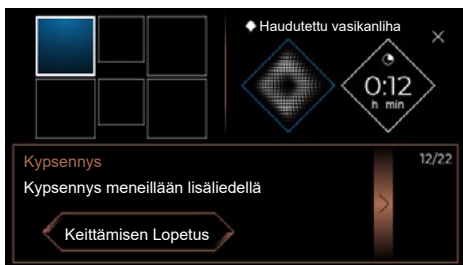 Haudutettu vasikanliha
0:12
h min
Kypsennys
12/22
Kypsennys meneillään lisäliedellä
Keittämisen Lopetus